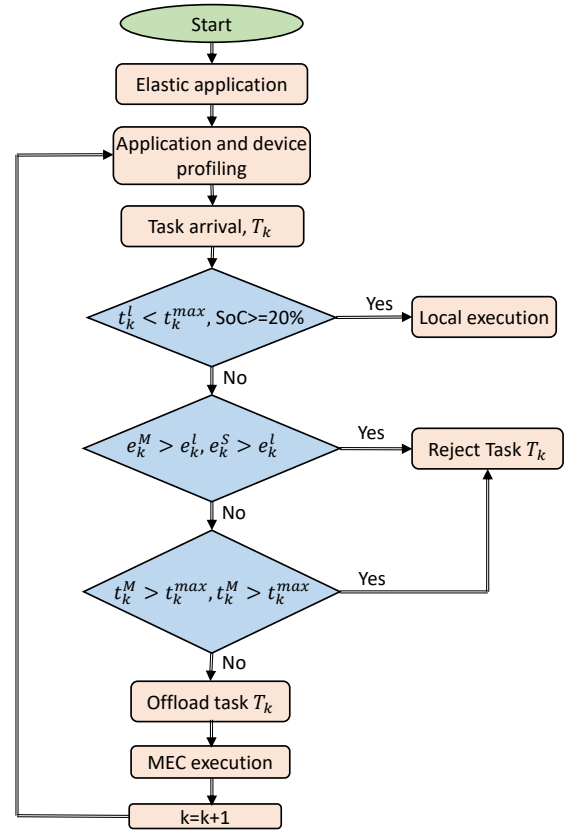 Start
Elastic application
Application and device
profiling
Task arrival, $T_k$
$t_k^l < t_k^{max}$, SoC>=20%
Yes
Local execution
No
$e_k^M > e_k^l, e_k^S > e_k^l$
Yes
Reject Task $T_k$
No
$t_k^M > t_k^{max}, t_k^M > t_k^{max}$
Yes
No
Offload task $T_k$
MEC execution
k=k+1